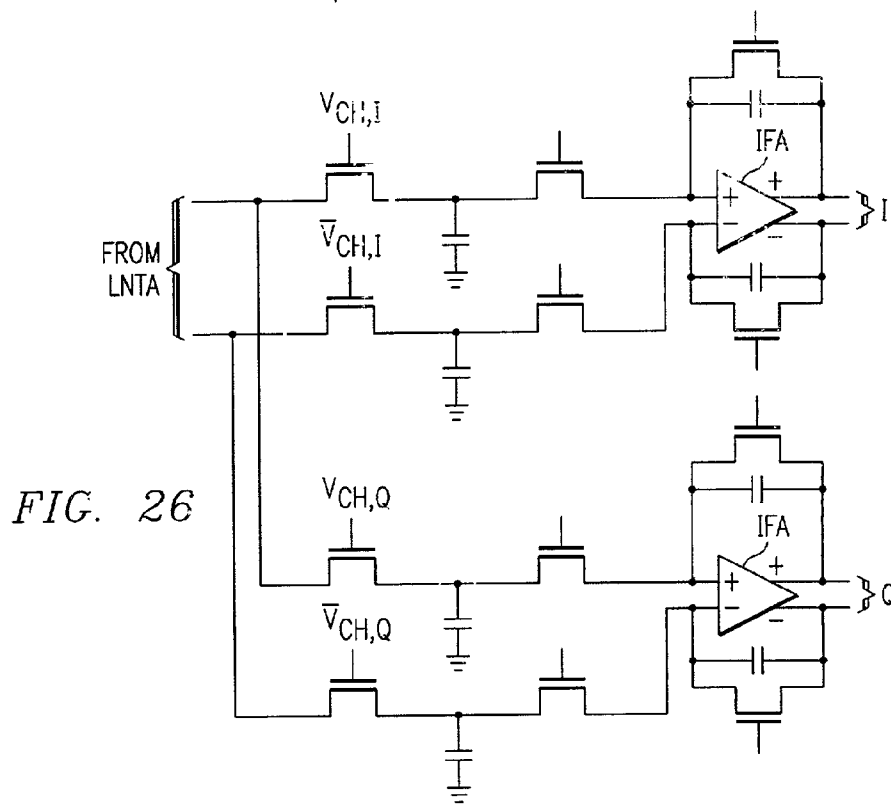 V_CH,I
IFA
+
+
−
−
I
V̅_CH,I
FROM
LNTA
FIG. 26
V_CH,Q
IFA
+
+
−
−
Q
V̅_CH,Q